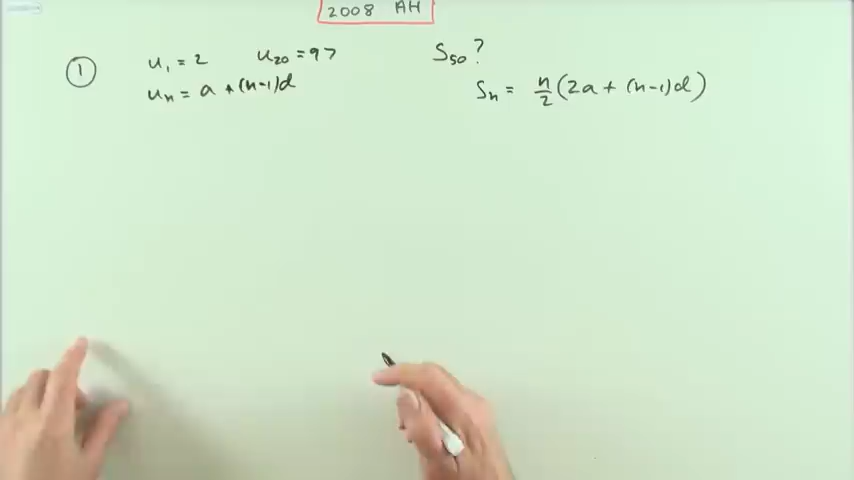 2008 AH
① u₁ = 2 u₂₀ = 97 S₅₀ ?
uₙ = a + (n-1)d Sₙ = n/2 (2a + (n-1)d)